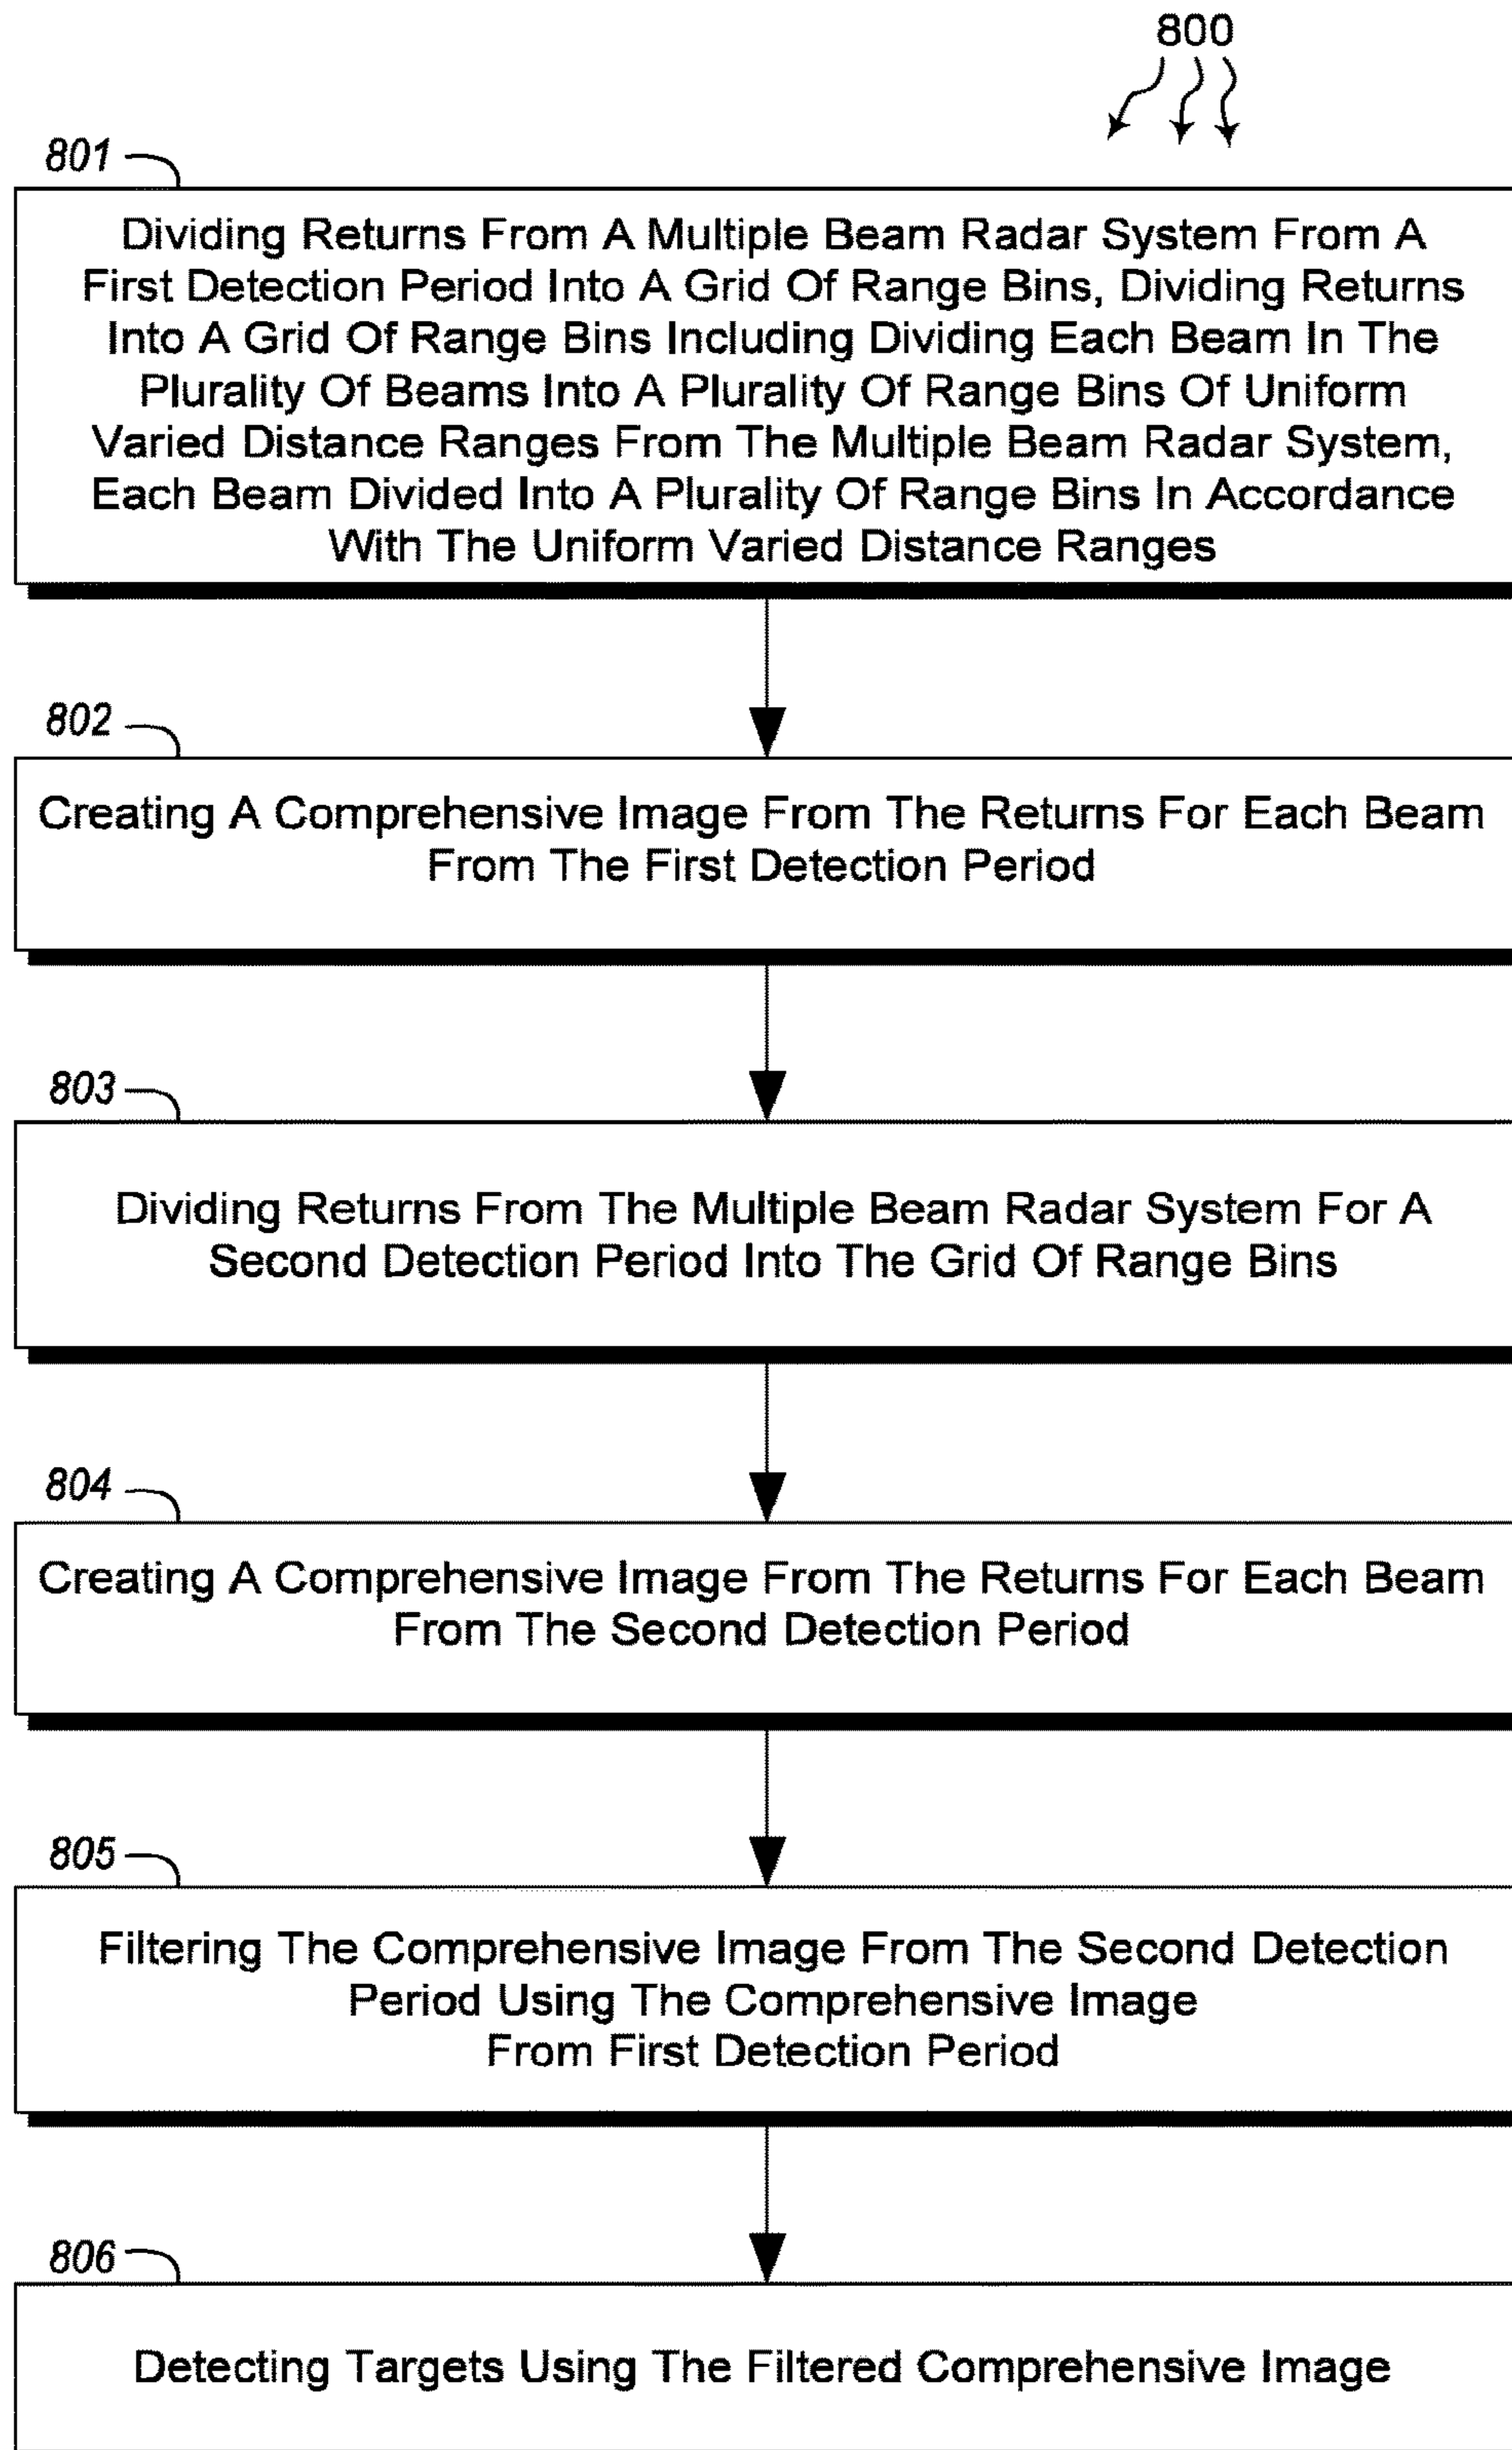 800
801
Dividing Returns From A Multiple Beam Radar System From A
First Detection Period Into A Grid Of Range Bins, Dividing Returns
Into A Grid Of Range Bins Including Dividing Each Beam In The
Plurality Of Beams Into A Plurality Of Range Bins Of Uniform
Varied Distance Ranges From The Multiple Beam Radar System,
Each Beam Divided Into A Plurality Of Range Bins In Accordance
With The Uniform Varied Distance Ranges
802
Creating A Comprehensive Image From The Returns For Each Beam
From The First Detection Period
803
Dividing Returns From The Multiple Beam Radar System For A
Second Detection Period Into The Grid Of Range Bins
804
Creating A Comprehensive Image From The Returns For Each Beam
From The Second Detection Period
805
Filtering The Comprehensive Image From The Second Detection
Period Using The Comprehensive Image
From First Detection Period
806
Detecting Targets Using The Filtered Comprehensive Image